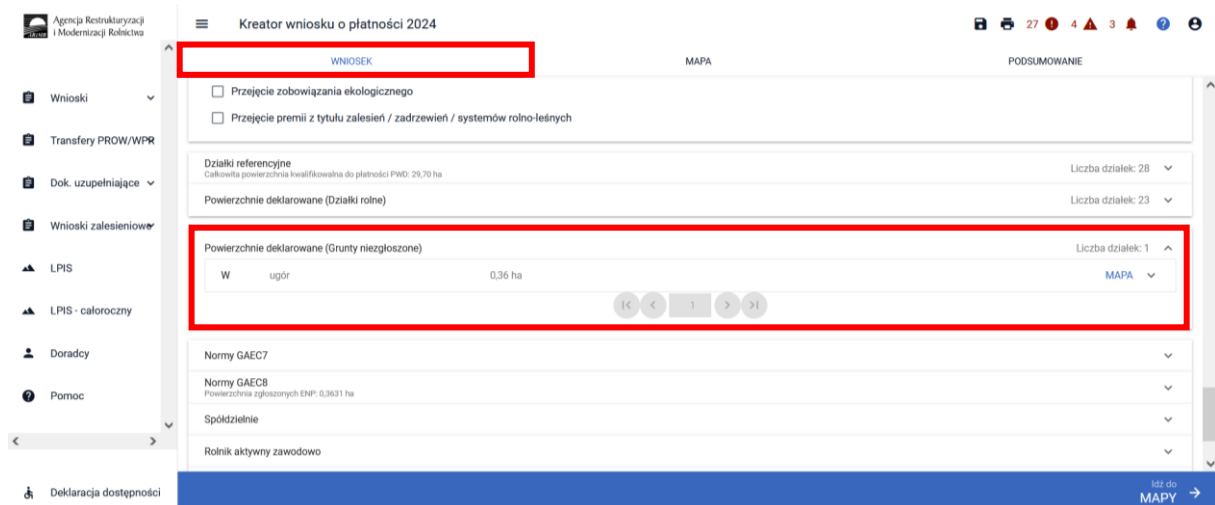 Agencja Restrukturyzacji
i Modernizacji Rolnictwa
Kreator wniosku o płatności 2024
27 4 3
WNIOSEK MAPA PODSUMOWANIE
Wnioski
Transfery PROW/WPR
Dok. uzupełniające
Wnioski zalesieniowe
LPIS
LPIS - całoroczny
Doradcy
Pomoc
Deklaracja dostępności
Przejęcie zobowiązania ekologicznego
Przejęcie premii z tytułu zalesień / zadrzewień / systemów rolno-leśnych
Działki referencyjne Liczba działek: 28
Całkowita powierzchnia kwalifikowalna do płatności PWD: 29,70 ha
Powierzchnie deklarowane (Działki rolne) Liczba działek: 23
Powierzchnie deklarowane (Grunty niezgłoszone) Liczba działek: 1
W ugór 0,36 ha MAPA
1
Normy GAEC7
Normy GAEC8
Powierzchnia zgłoszonych ENP: 0,3631 ha
Spółdzielnie
Rolnik aktywny zawodowo
Idź do
MAPY